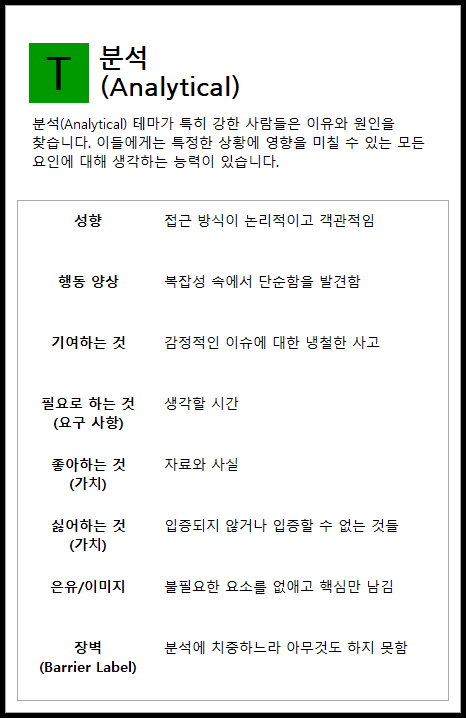 T
분석
(Analytical)
분석(Analytical) 테마가 특히 강한 사람들은 이유와 원인을
찾습니다. 이들에게는 특정한 상황에 영향을 미칠 수 있는 모든
요인에 대해 생각하는 능력이 있습니다.
성향 접근 방식이 논리적이고 객관적임
행동 양상 복잡성 속에서 단순함을 발견함
기여하는 것 감정적인 이슈에 대한 냉철한 사고
필요로 하는 것 생각할 시간
(요구 사항)
좋아하는 것 자료와 사실
(가치)
싫어하는 것 입증되지 않거나 입증할 수 없는 것들
(가치)
은유/이미지 불필요한 요소를 없애고 핵심만 남김
장벽 분석에 치중하느라 아무것도 하지 못함
(Barrier Label)